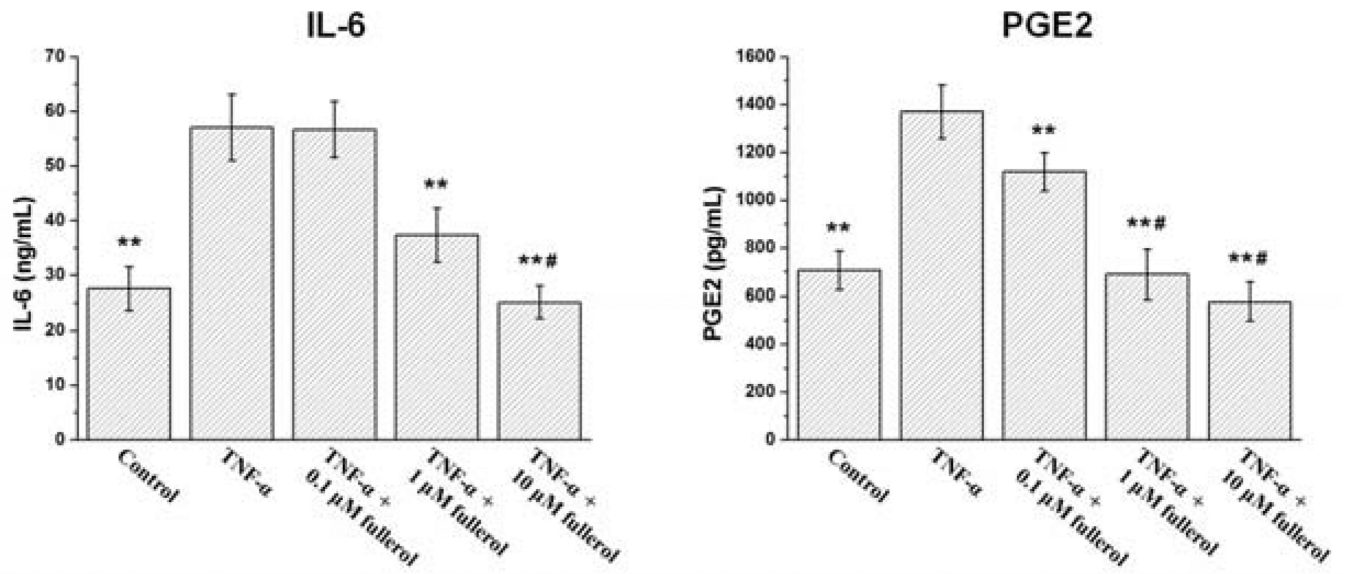 IL-6
IL-6 (ng/mL)
70
60
50
40
30
20
10
0
**
**
**#
Control
TNF-α
TNF-α +
0.1 μM fullerol
TNF-α +
1 μM fullerol
TNF-α +
10 μM fullerol
PGE2
PGE2 (pg/mL)
1600
1400
1200
1000
800
600
400
200
0
**
**
**#
**#
Control
TNF-α
TNF-α +
0.1 μM fullerol
TNF-α +
1 μM fullerol
TNF-α +
10 μM fullerol